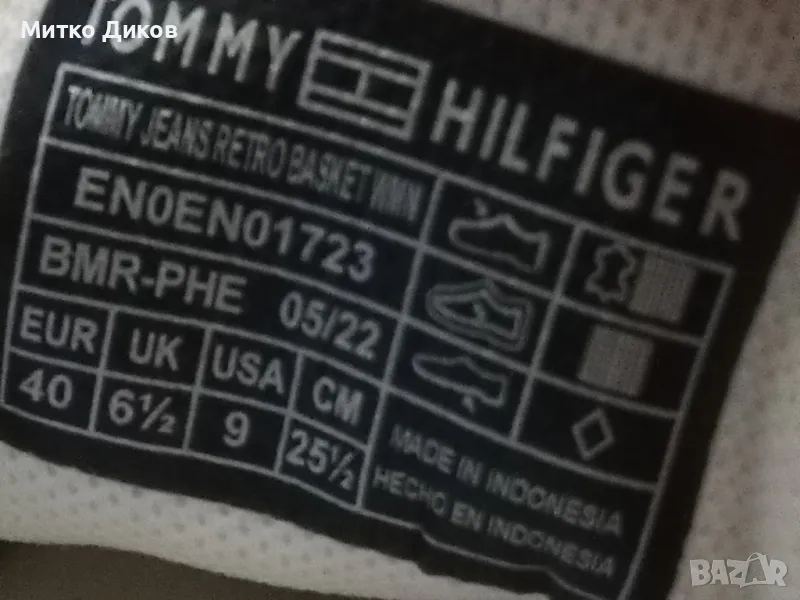 Митко Диков
TOMMY HILFIGER
TOMMY JEANS RETRO BASKET WMN
EN0EN01723
BMR-PHE 05/22
EUR UK USA CM
40 6½ 9 25½
MADE IN INDONESIA
HECHO EN INDONESIA
BAZAR